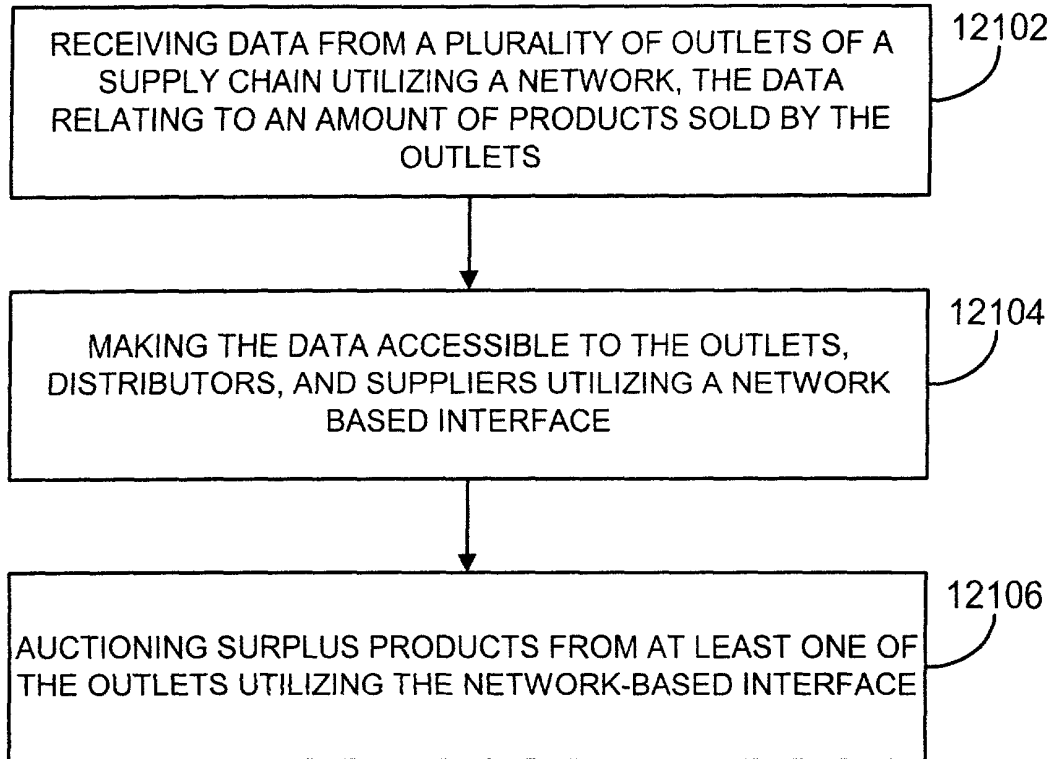 RECEIVING DATA FROM A PLURALITY OF OUTLETS OF A
SUPPLY CHAIN UTILIZING A NETWORK, THE DATA
RELATING TO AN AMOUNT OF PRODUCTS SOLD BY THE
OUTLETS
12102
MAKING THE DATA ACCESSIBLE TO THE OUTLETS,
DISTRIBUTORS, AND SUPPLIERS UTILIZING A NETWORK
BASED INTERFACE
12104
AUCTIONING SURPLUS PRODUCTS FROM AT LEAST ONE OF
THE OUTLETS UTILIZING THE NETWORK-BASED INTERFACE
12106